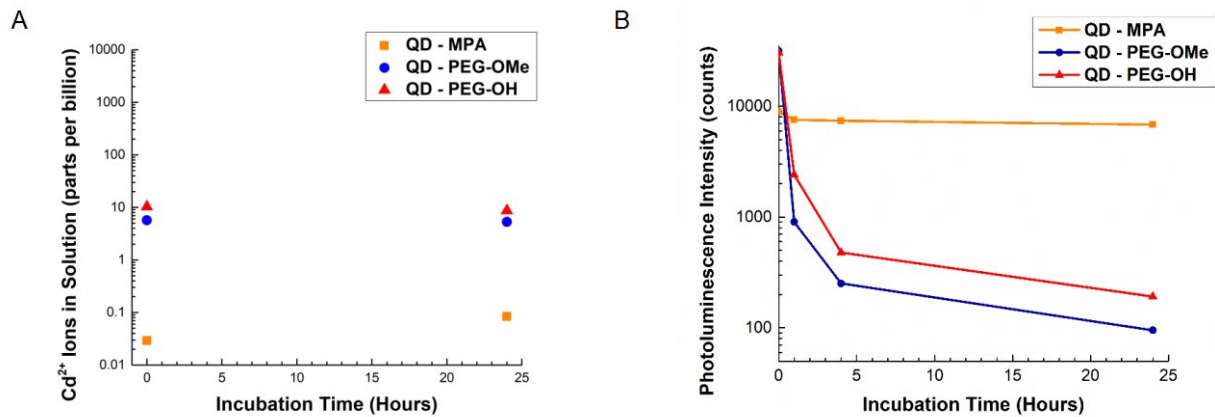 A
Cd2+ Ions in Solution (parts per billion)
10000
1000
100
10
1
0.1
0.01
0
5
10
15
20
25
Incubation Time (Hours)
QD - MPA
QD - PEG-OMe
QD - PEG-OH
B
Photoluminescence Intensity (counts)
10000
1000
100
0
5
10
15
20
25
Incubation Time (Hours)
QD - MPA
QD - PEG-OMe
QD - PEG-OH